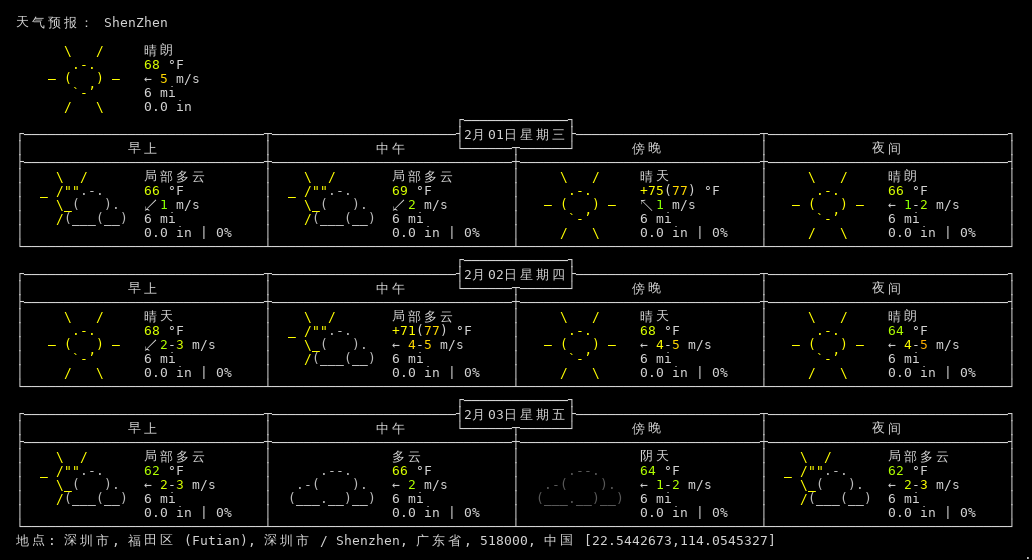 天气预报： ShenZhen
晴朗
68 °F
← 5 m/s
6 mi
0.0 in
2月01日星期三
早上 中午 傍晚 夜间
局部多云 局部多云 晴天 晴朗
66 °F 69 °F +75(77) °F 66 °F
↙ 1 m/s ↙ 2 m/s ↖ 1 m/s ← 1-2 m/s
6 mi 6 mi 6 mi 6 mi
0.0 in | 0% 0.0 in | 0% 0.0 in | 0% 0.0 in | 0%
2月02日星期四
早上 中午 傍晚 夜间
晴天 局部多云 晴天 晴朗
68 °F +71(77) °F 68 °F 64 °F
↙ 2-3 m/s ← 4-5 m/s ← 4-5 m/s ← 4-5 m/s
6 mi 6 mi 6 mi 6 mi
0.0 in | 0% 0.0 in | 0% 0.0 in | 0% 0.0 in | 0%
2月03日星期五
早上 中午 傍晚 夜间
局部多云 多云 阴天 局部多云
62 °F 66 °F 64 °F 62 °F
← 2-3 m/s ← 2 m/s ← 1-2 m/s ← 2-3 m/s
6 mi 6 mi 6 mi 6 mi
0.0 in | 0% 0.0 in | 0% 0.0 in | 0% 0.0 in | 0%
地点: 深圳市, 福田区 (Futian), 深圳市 / Shenzhen, 广东省, 518000, 中国 [22.5442673,114.0545327]